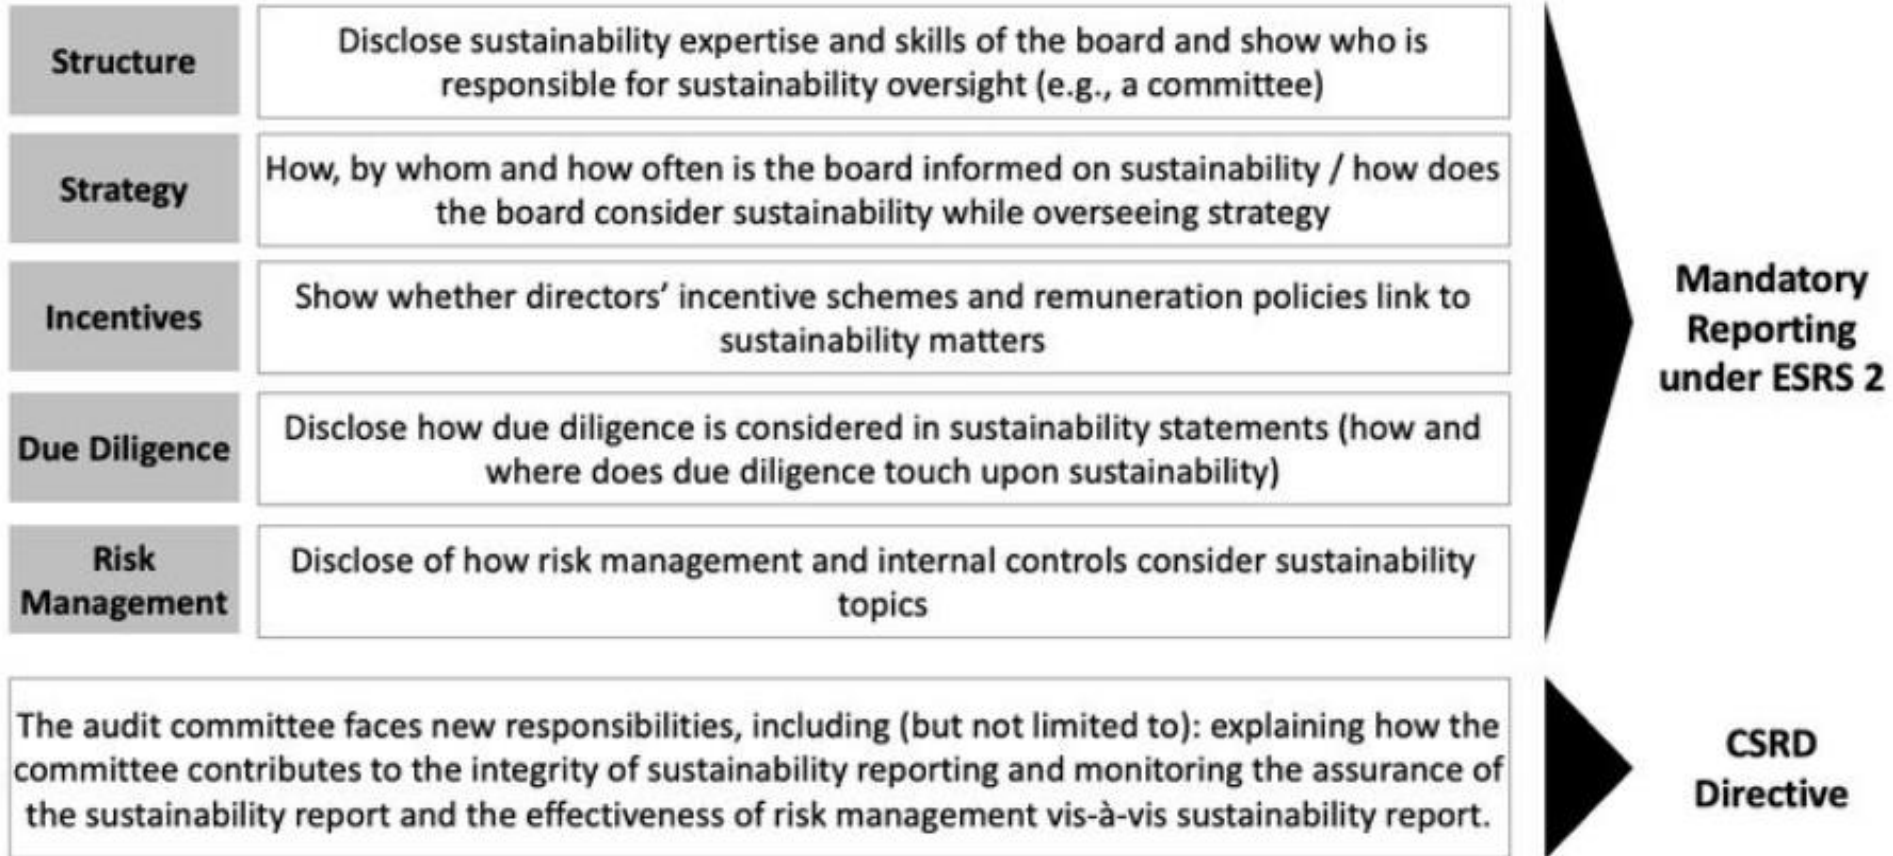 Structure
Disclose sustainability expertise and skills of the board and show who is
responsible for sustainability oversight (e.g., a committee)
Strategy
How, by whom and how often is the board informed on sustainability / how does
the board consider sustainability while overseeing strategy
Incentives
Show whether directors’ incentive schemes and remuneration policies link to
sustainability matters
Due Diligence
Disclose how due diligence is considered in sustainability statements (how and
where does due diligence touch upon sustainability)
Risk
Management
Disclose of how risk management and internal controls consider sustainability
topics
Mandatory
Reporting
under ESRS 2
The audit committee faces new responsibilities, including (but not limited to): explaining how the
committee contributes to the integrity of sustainability reporting and monitoring the assurance of
the sustainability report and the effectiveness of risk management vis-à-vis sustainability report.
CSRD
Directive